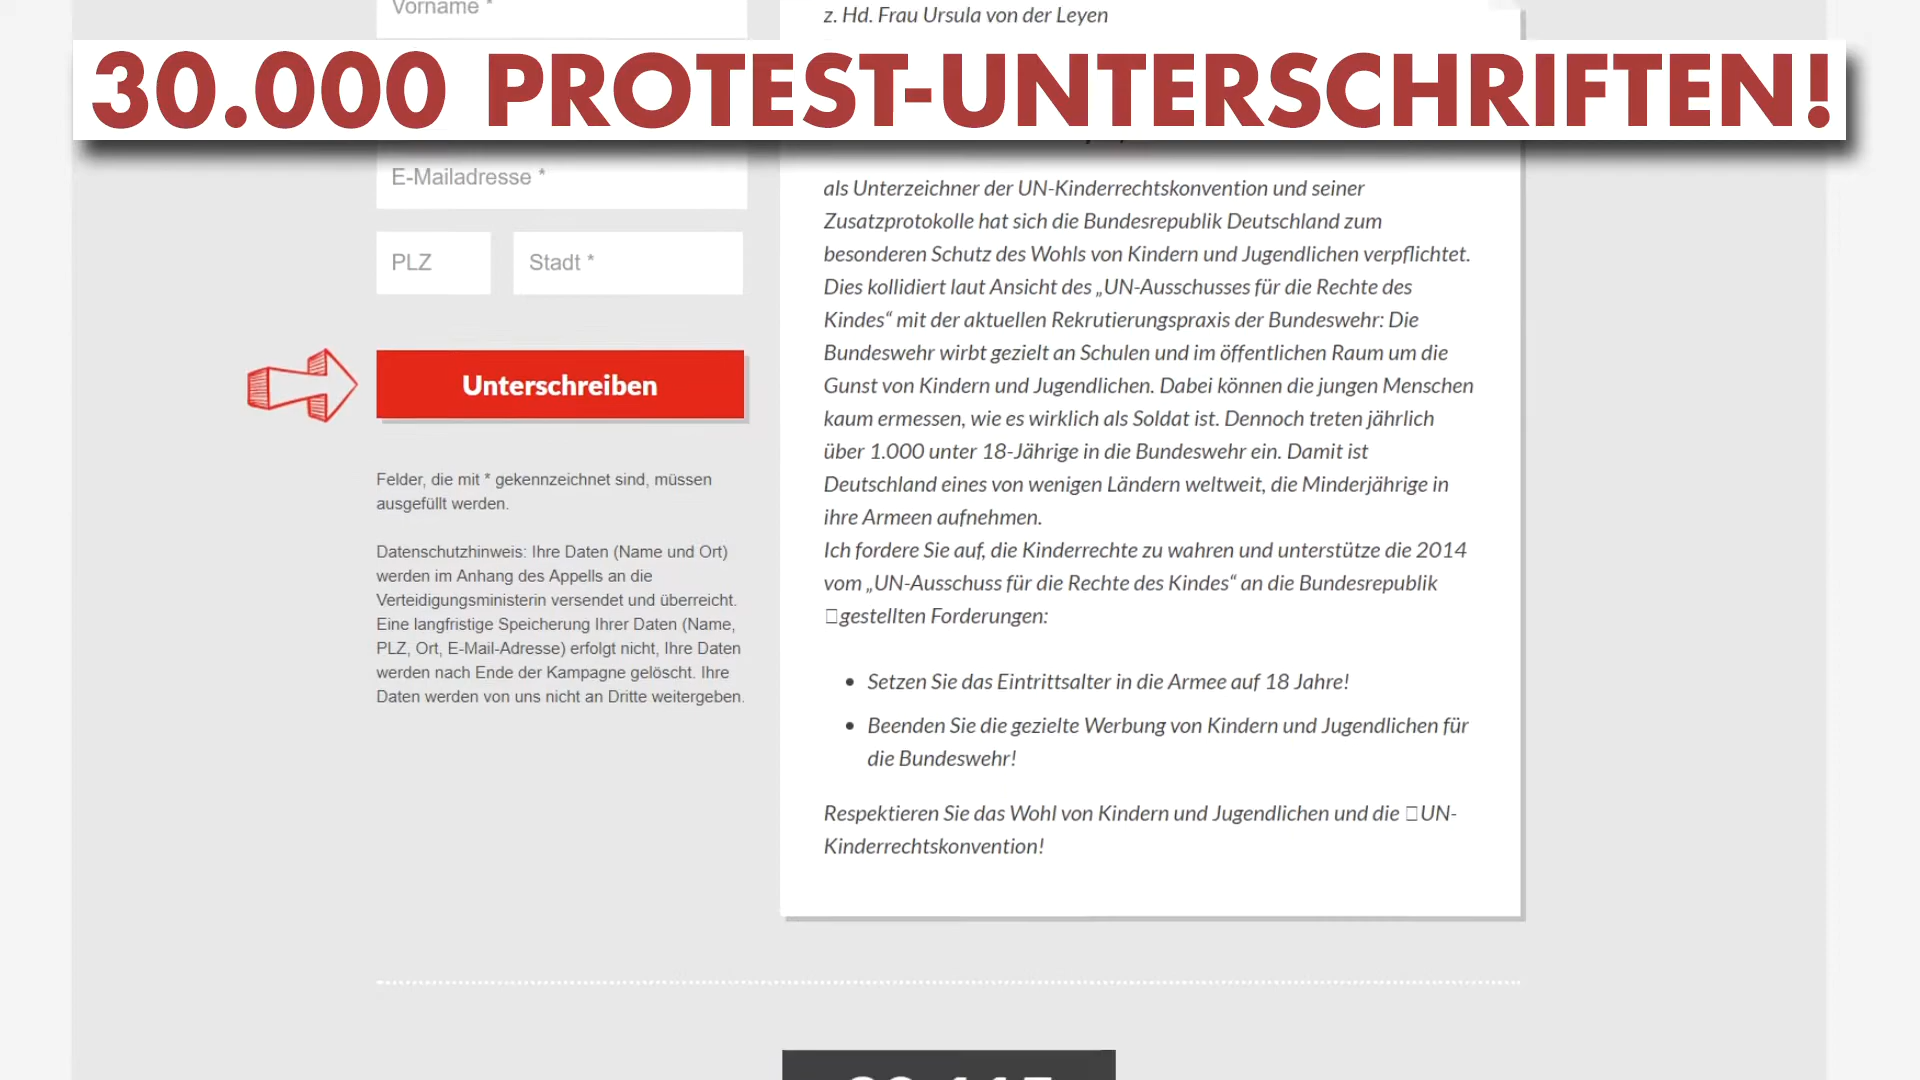 Vorname *
z. Hd. Frau Ursula von der Leyen
30.000 PROTEST-UNTERSCHRIFTEN!
E-Mailadresse *
PLZ
Stadt *
Unterschreiben
Felder, die mit * gekennzeichnet sind, müssen
ausgefüllt werden.
Datenschutzhinweis: Ihre Daten (Name und Ort)
werden im Anhang des Appells an die
Verteidigungsministerin versendet und überreicht.
Eine langfristige Speicherung Ihrer Daten (Name,
PLZ, Ort, E-Mail-Adresse) erfolgt nicht, Ihre Daten
werden nach Ende der Kampagne gelöscht. Ihre
Daten werden von uns nicht an Dritte weitergeben.
als Unterzeichner der UN-Kinderrechtskonvention und seiner
Zusatzprotokolle hat sich die Bundesrepublik Deutschland zum
besonderen Schutz des Wohls von Kindern und Jugendlichen verpflichtet.
Dies kollidiert laut Ansicht des „UN-Ausschusses für die Rechte des
Kindes“ mit der aktuellen Rekrutierungspraxis der Bundeswehr: Die
Bundeswehr wirbt gezielt an Schulen und im öffentlichen Raum um die
Gunst von Kindern und Jugendlichen. Dabei können die jungen Menschen
kaum ermessen, wie es wirklich als Soldat ist. Dennoch treten jährlich
über 1.000 unter 18-Jährige in die Bundeswehr ein. Damit ist
Deutschland eines von wenigen Ländern weltweit, die Minderjährige in
ihre Armeen aufnehmen.
Ich fordere Sie auf, die Kinderrechte zu wahren und unterstütze die 2014
vom „UN-Ausschuss für die Rechte des Kindes“ an die Bundesrepublik
gestellten Forderungen:
• Setzen Sie das Eintrittsalter in die Armee auf 18 Jahre!
• Beenden Sie die gezielte Werbung von Kindern und Jugendlichen für
die Bundeswehr!
Respektieren Sie das Wohl von Kindern und Jugendlichen und die UN-
Kinderrechtskonvention!